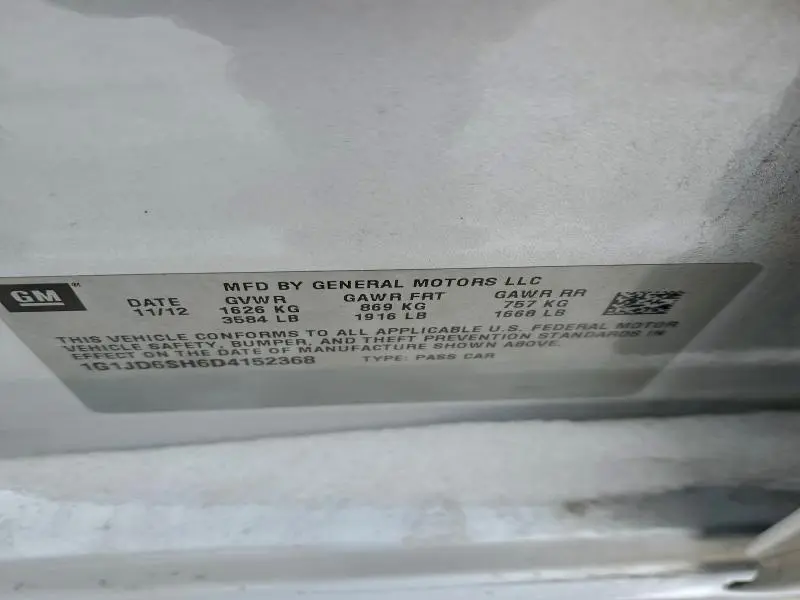 GM
MFD BY GENERAL MOTORS LLC
DATE GVWR GAWR FRT GAWR RR
11/12 1626 KG 869 KG 757 KG
3584 LB 1916 LB 1668 LB
THIS VEHICLE CONFORMS TO ALL APPLICABLE U.S. FEDERAL MOTOR
VEHICLE SAFETY, BUMPER, AND THEFT PREVENTION STANDARDS IN
EFFECT ON THE DATE OF MANUFACTURE SHOWN ABOVE.
1G1JD6SH6D4152368 TYPE: PASS CAR